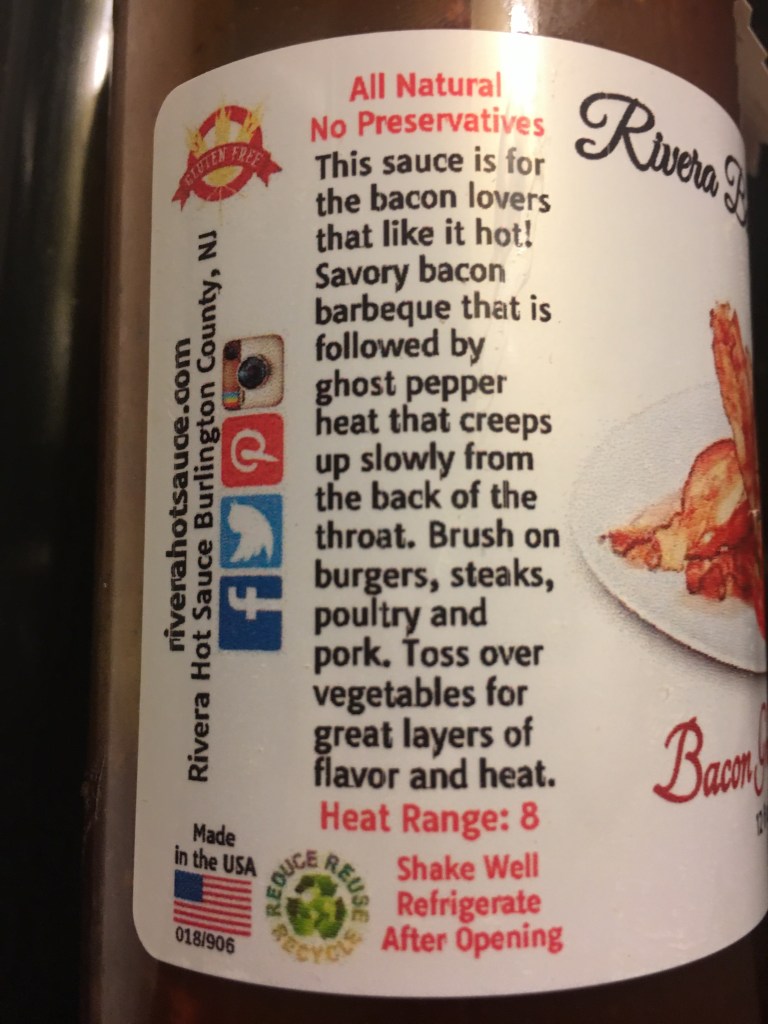 All Natural
No Preservatives
GLUTEN FREE
This sauce is for
the bacon lovers
that like it hot!
Savory bacon
barbeque that is
followed by
ghost pepper
heat that creeps
up slowly from
the back of the
throat. Brush on
burgers, steaks,
poultry and
pork. Toss over
vegetables for
great layers of
flavor and heat.
Heat Range: 8
Shake Well
Refrigerate
After Opening
riverahotsauce.com
Rivera Hot Sauce Burlington County, NJ
Made
in the USA
018/906
REDUCE REUSE
RECYCLE
Rivera
Bacon